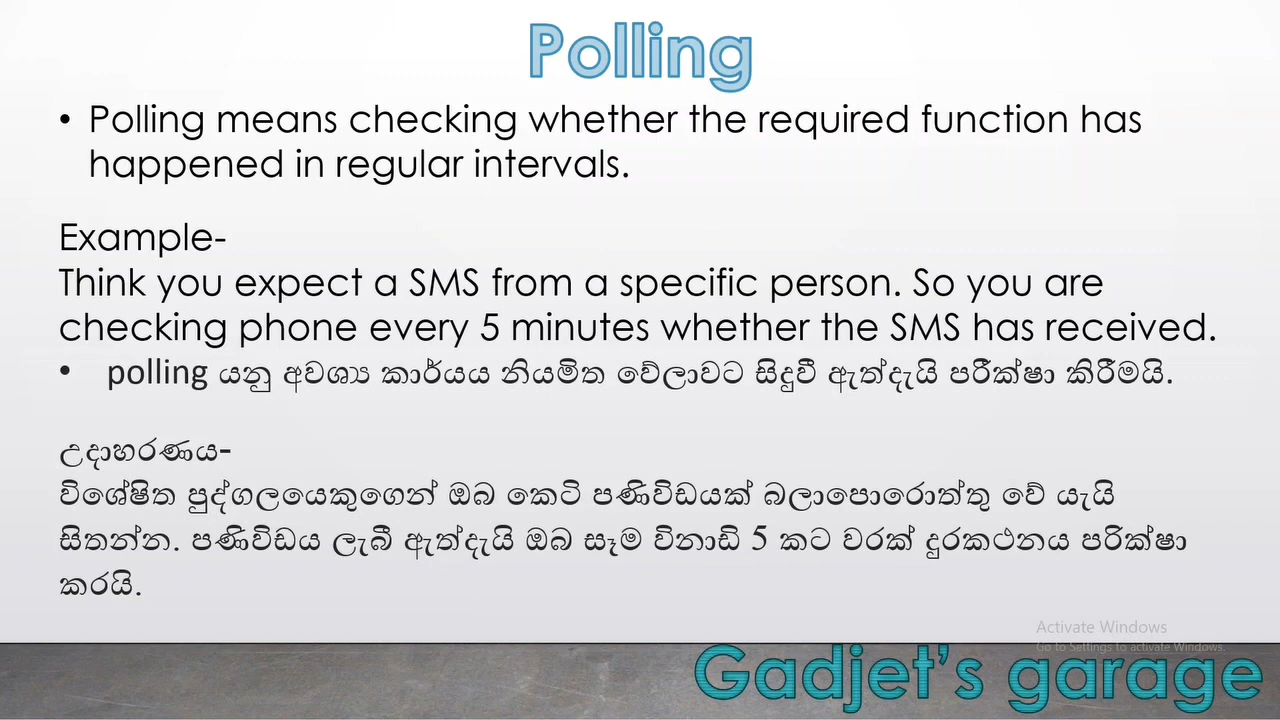 Polling
• Polling means checking whether the required function has
happened in regular intervals.
Example-
Think you expect a SMS from a specific person. So you are
checking phone every 5 minutes whether the SMS has received.
• polling යනු අවශ්‍ය කාර්යය නියමිත වේලාවට සිදුවී ඇත්දැයි පරීක්ෂා කිරීමයි.
උදාහරණය-
විශේෂිත පුද්ගලයෙකුගෙන් ඔබ කෙටි පණිවිඩයක් බලාපොරොත්තු වේ යැයි
සිතන්න. පණිවිඩය ලැබී ඇත්දැයි ඔබ සෑම විනාඩි 5 කට වරක් දුරකථනය පරික්ෂා
කරයි.
Activate Windows
Go to Settings to activate Windows.
Gadjet's garage